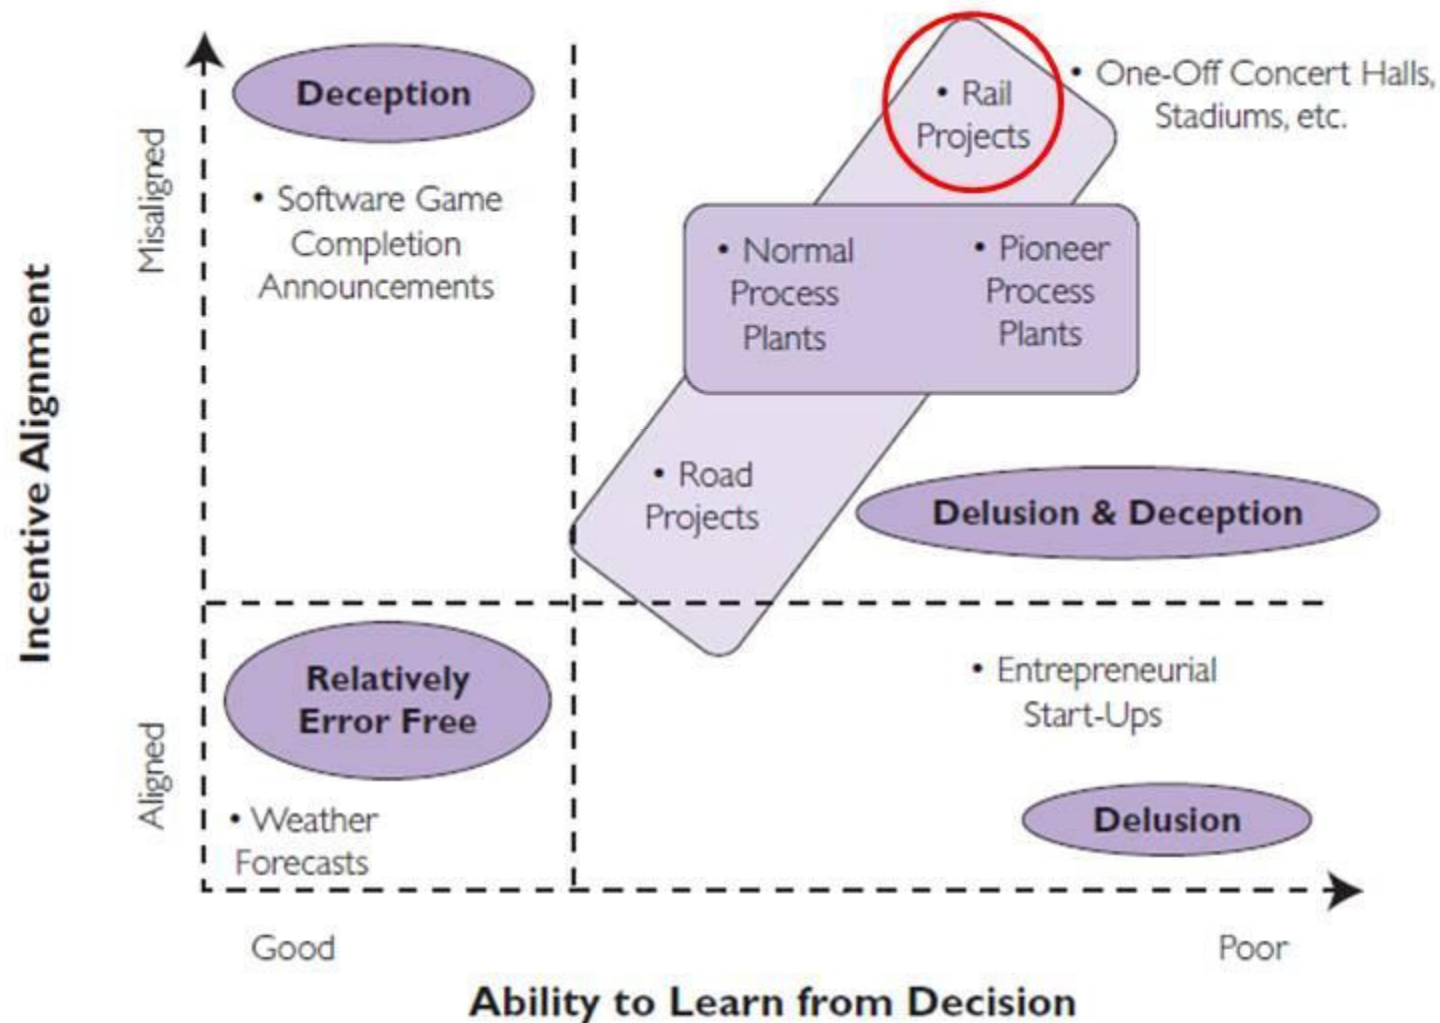 Deception
• Software Game
Completion
Announcements
• Rail
Projects
• One-Off Concert Halls,
Stadiums, etc.
• Normal
Process
Plants
• Pioneer
Process
Plants
• Road
Projects
Delusion & Deception
Relatively
Error Free
• Weather
Forecasts
• Entrepreneurial
Start-Ups
Delusion
Misaligned
Aligned
Incentive Alignment
Good
Poor
Ability to Learn from Decision